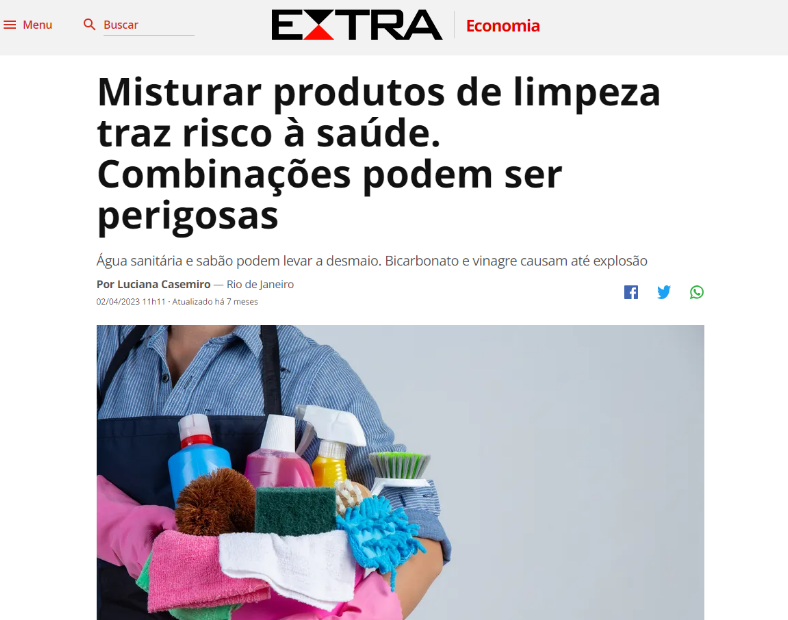 Menu
Buscar
EXTRA
Economia
Misturar produtos de limpeza
traz risco à saúde.
Combinações podem ser
perigosas
Água sanitária e sabão podem levar a desmaio. Bicarbonato e vinagre causam até explosão
Por Luciana Casemiro — Rio de Janeiro
02/04/2023 11h11 · Atualizado há 7 meses